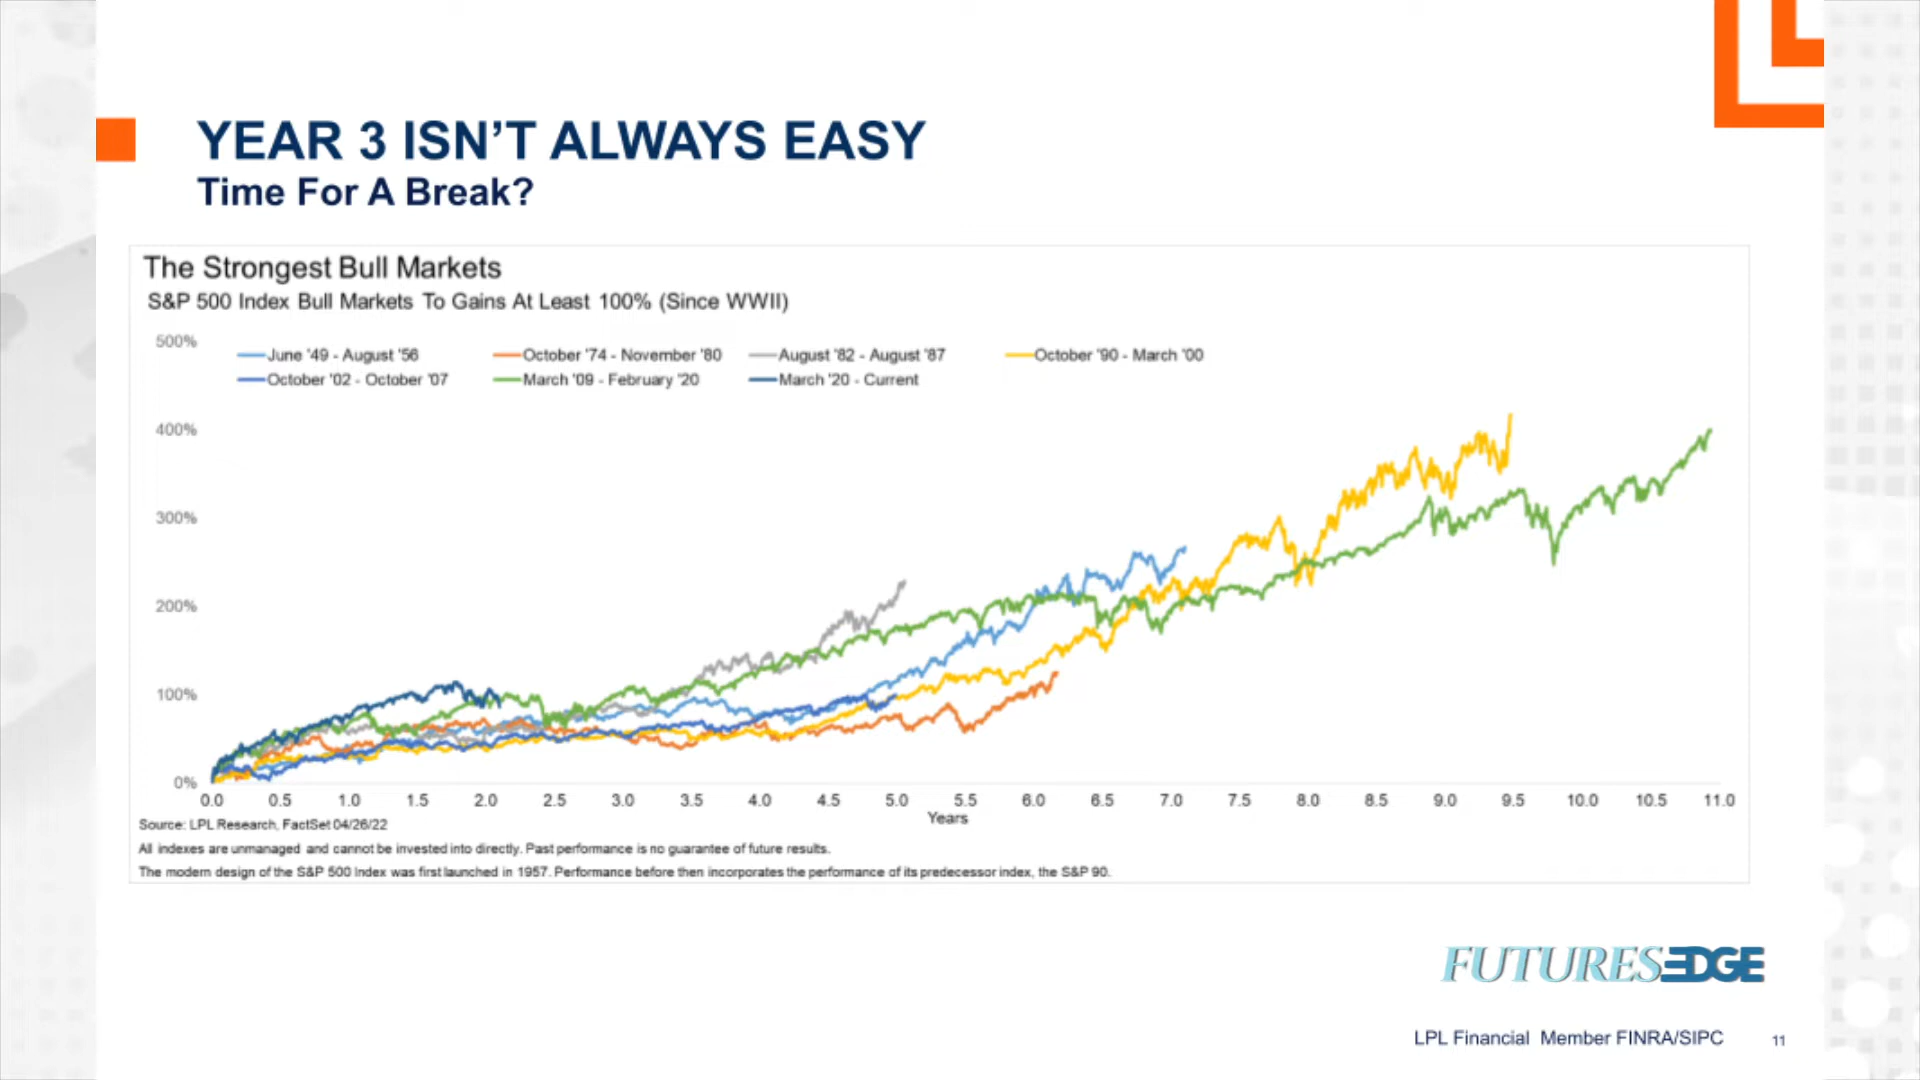 YEAR 3 ISN’T ALWAYS EASY
Time For A Break?
The Strongest Bull Markets
S&P 500 Index Bull Markets To Gains At Least 100% (Since WWII)
500%
June '49 - August '56 October '74 - November '80 August '82 - August '87 October '90 - March '00
October '02 - October '07 March '09 - February '20 March '20 - Current
400%
300%
200%
100%
0%
0.0 0.5 1.0 1.5 2.0 2.5 3.0 3.5 4.0 4.5 5.0 5.5 6.0 6.5 7.0 7.5 8.0 8.5 9.0 9.5 10.0 10.5 11.0
Years
Source: LPL Research, FactSet 04/26/22
All indexes are unmanaged and cannot be invested into directly. Past performance is no guarantee of future results.
The modern design of the S&P 500 Index was first launched in 1957. Performance before then incorporates the performance of its predecessor index, the S&P 90.
FUTURESEDGE
LPL Financial Member FINRA/SIPC 11